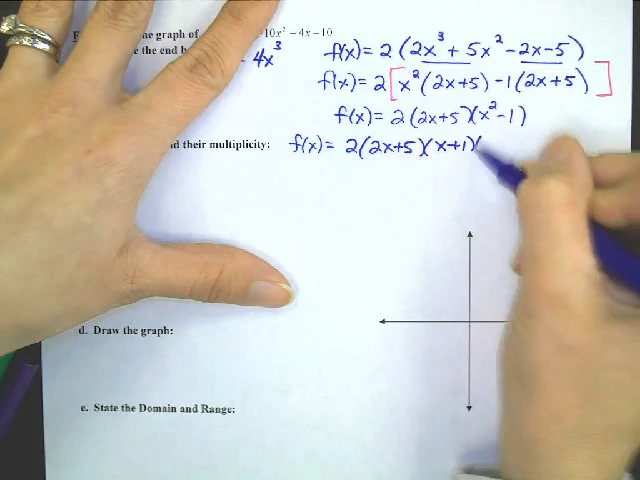 the graph of 10x² - 4x - 10
the end b
4x³
f(x) = 2 (2x³ + 5x² - 2x - 5)
f(x) = 2 [x² (2x+5) - 1 (2x+5)]
f(x) = 2 (2x+5)(x² - 1)
nd their multiplicity f(x) = 2 (2x+5)(x+1)(
d. Draw the graph:
e. State the Domain and Range: